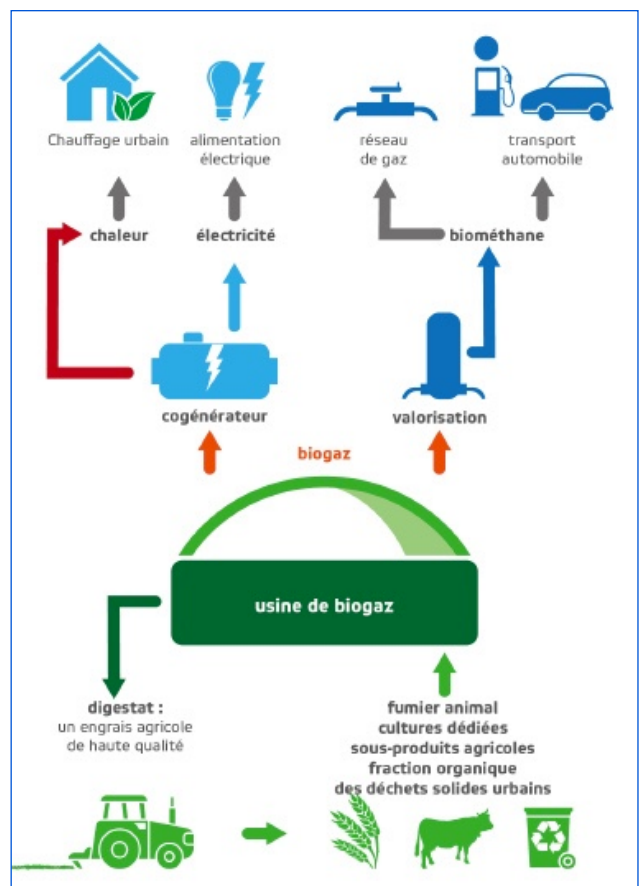 Chauffage urbain
alimentation
électrique
réseau
de gaz
transport
automobile
chaleur
électricité
biométhane
cogénérateur
valorisation
biogaz
usine de biogaz
digestat :
un engrais agricole
de haute qualité
fumier animal
cultures dédiées
sous-produits agricoles
fraction organique
des déchets solides urbains